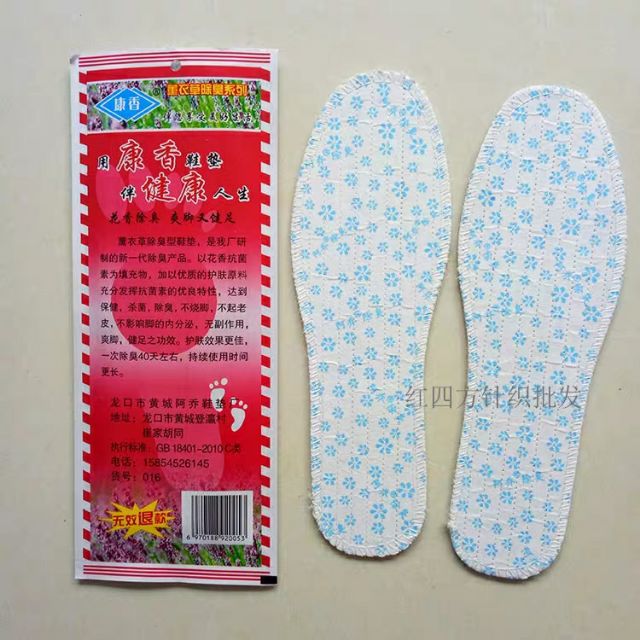 薰衣草除臭系列
康香
用康香鞋垫
伴健康人生
花香除臭 爽脚又健足
薰衣草除臭型鞋垫，是我厂研
制的新一代除臭产品。以花香抗菌
素为填充物，加以优质的护肤原料
充分发挥抗菌素的优良特性，达到
保健，杀菌，除臭，不烧脚，不起老
皮，不影响脚的内分泌，无副作用，
爽脚，健足之功效。护肤效果更佳，
一次除臭40天左右，持续使用时间
更长。
龙口市黄城阿乔鞋垫厂
地址：龙口市黄城登瀛村
崔家胡同
执行标准：GB 18401-2010 C类
电话：15854526145
货号：016
无效退款
6 970188 920053
红四方针织批发